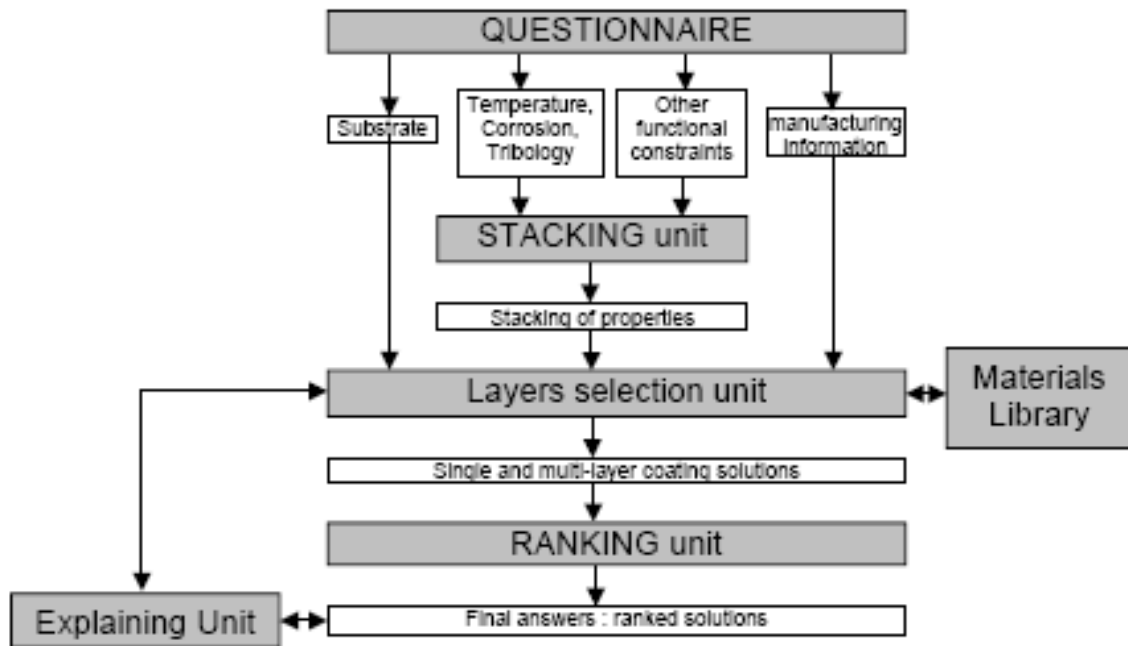 QUESTIONNAIRE
Substrate
Temperature,
Corrosion,
Tribology
Other
functional
constraints
manufacturing
information
STACKING unit
Stacking of properties
Layers selection unit
Materials
Library
Single and multi-layer coating solutions
RANKING unit
Explaining Unit
Final answers : ranked solutions